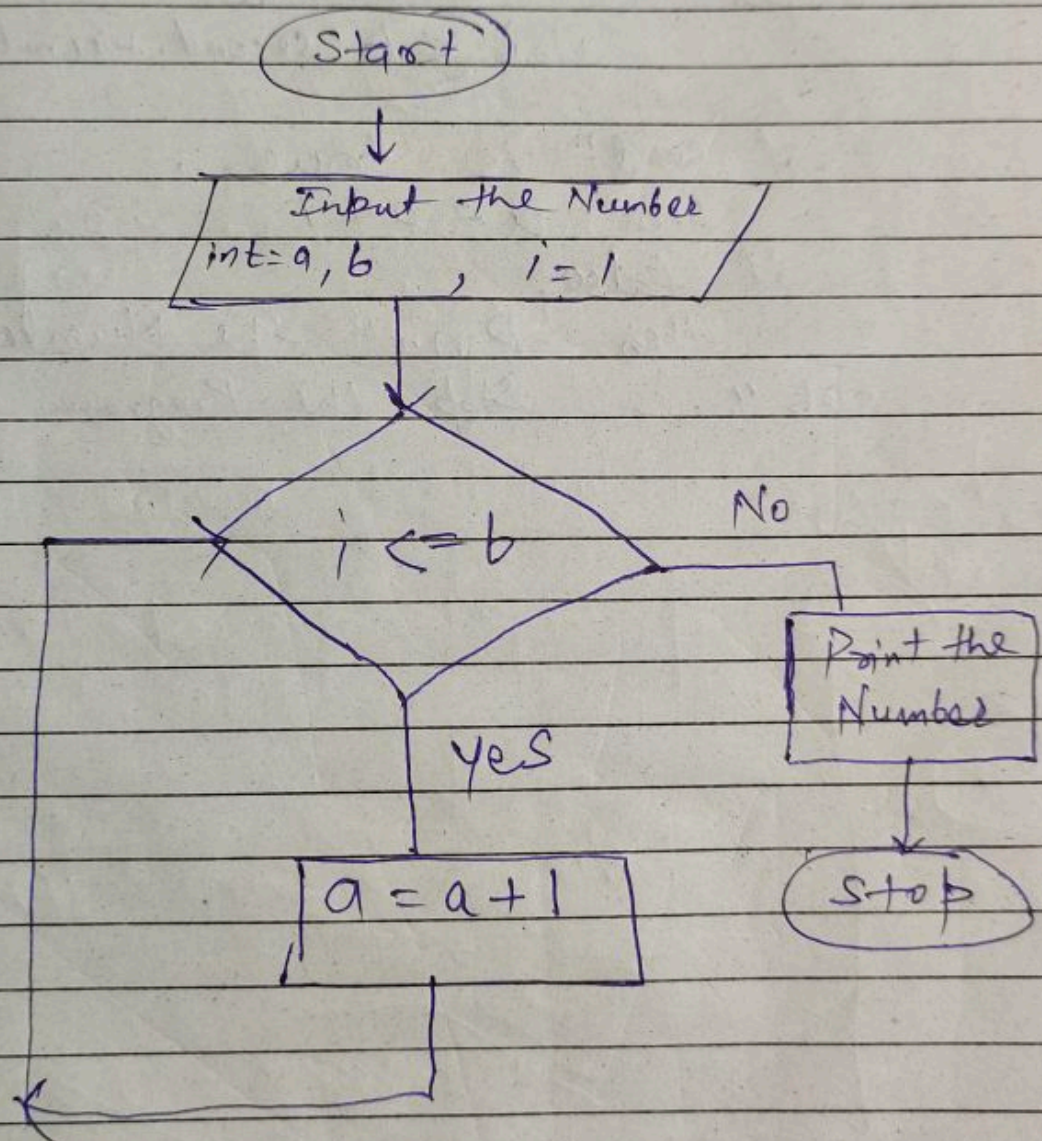 Start
Input the Number
int=a, b , i=1
i <= b
No
Print the
Number
yes
a = a + 1
Stop